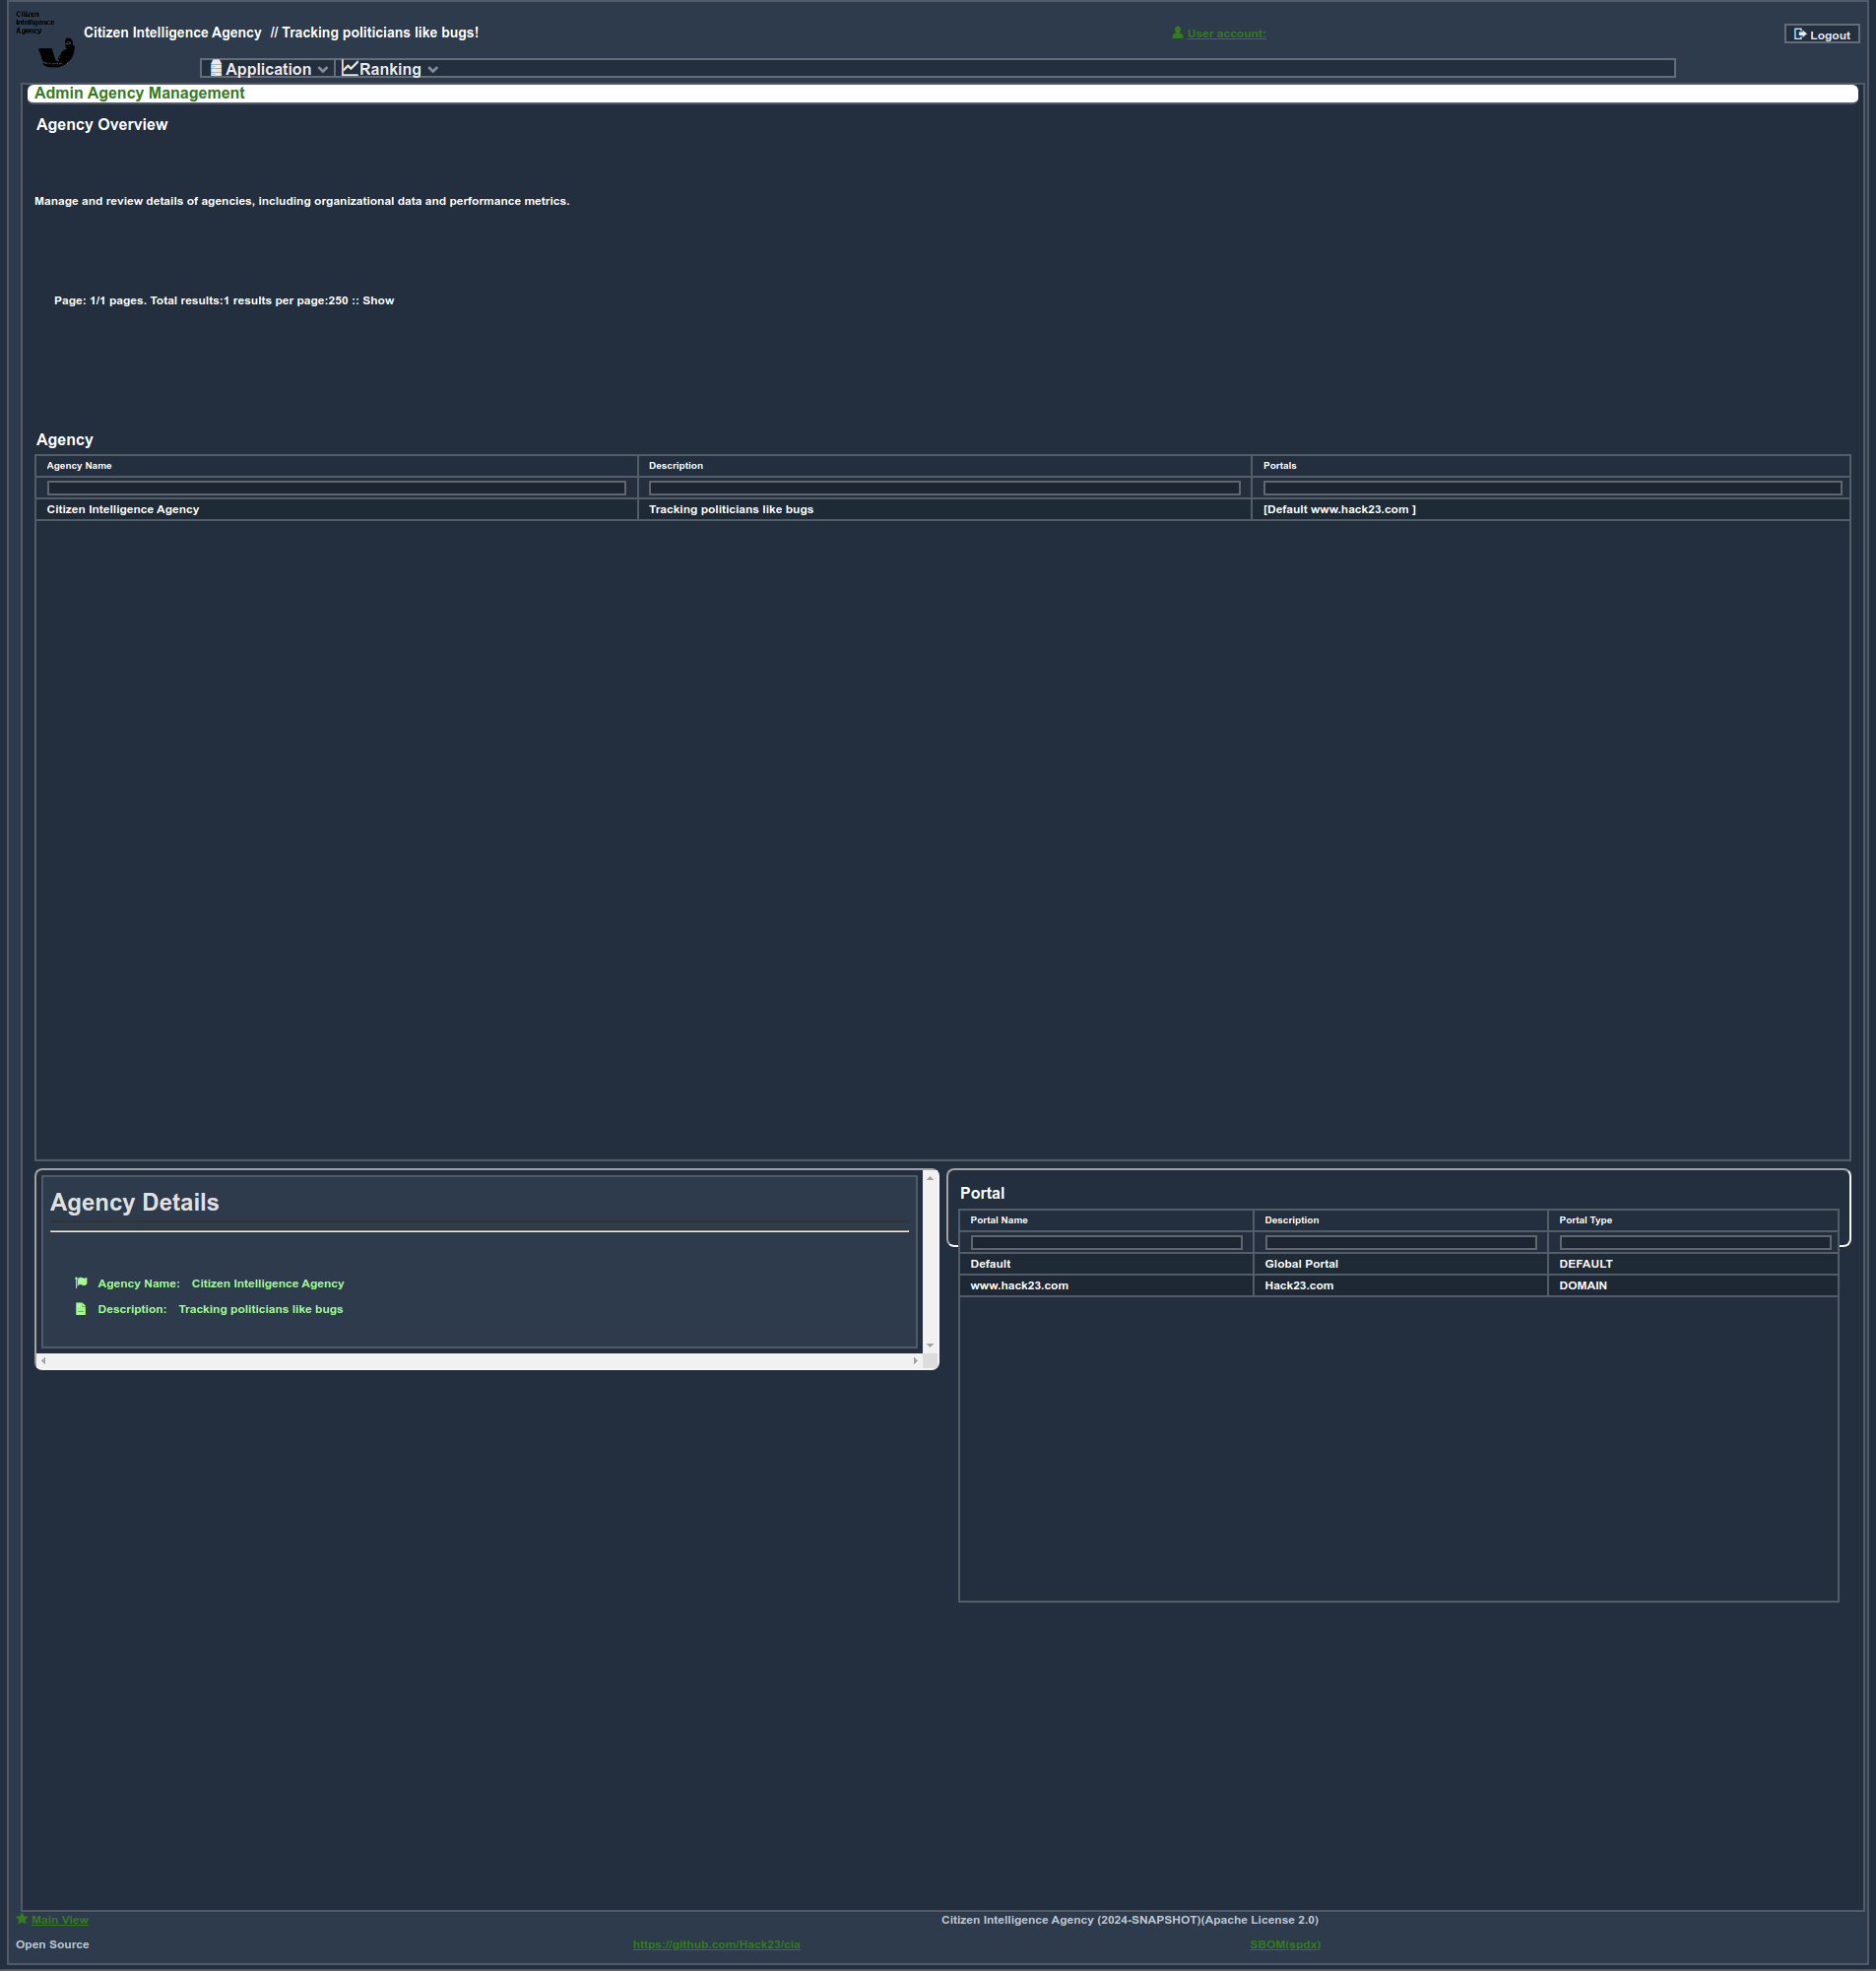 Citizen
Intelligence
Agency
Citizen Intelligence Agency // Tracking politicians like bugs!
User account:
Logout
Application
Ranking
Admin Agency Management
Agency Overview
Manage and review details of agencies, including organizational data and performance metrics.
Page: 1/1 pages. Total results:1 results per page:250 :: Show
Agency
Agency Name Description Portals
Citizen Intelligence Agency Tracking politicians like bugs [Default www.hack23.com ]
Agency Details
Agency Name: Citizen Intelligence Agency
Description: Tracking politicians like bugs
Portal
Portal Name Description Portal Type
Default Global Portal DEFAULT
www.hack23.com Hack23.com DOMAIN
Main View
Citizen Intelligence Agency (2024-SNAPSHOT)(Apache License 2.0)
Open Source
https://github.com/Hack23/cia
SBOM(spdx)